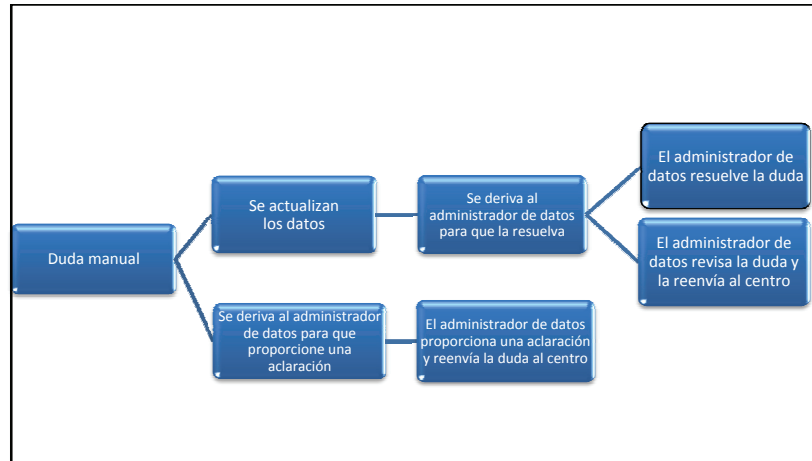 Duda manual
Se actualizan
los datos
Se deriva al
administrador de datos
para que la resuelva
El administrador de
datos resuelve la duda
El administrador de
datos revisa la duda y
la reenvía al centro
Se deriva al administrador
de datos para que
proporcione una
aclaración
El administrador de datos
proporciona una aclaración
y reenvía la duda al centro